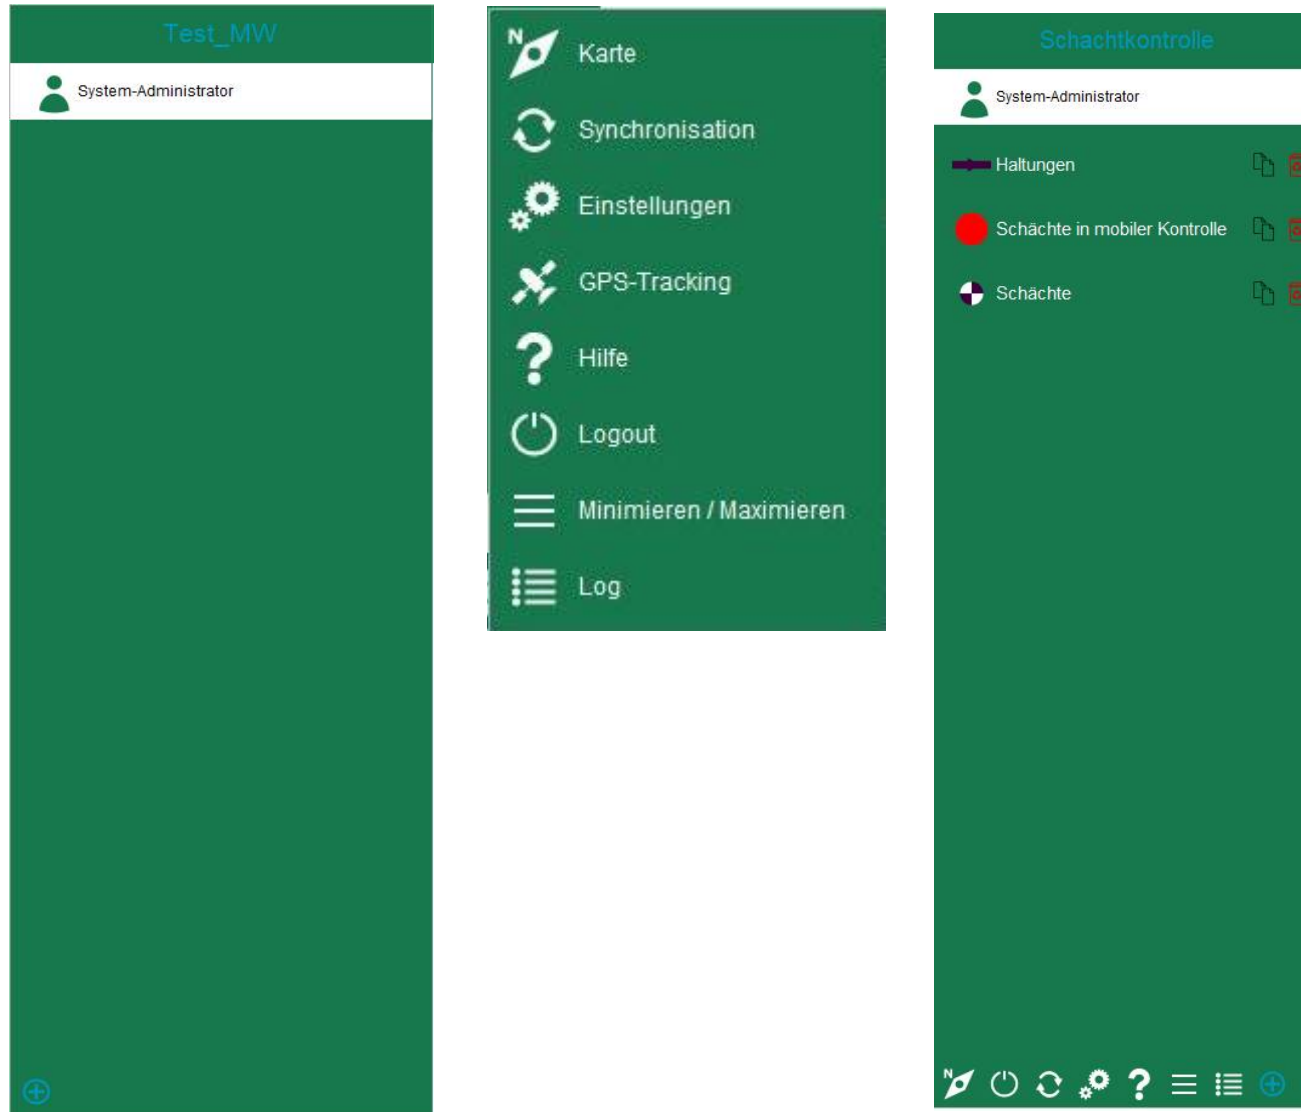 Test_MW
System-Administrator
N
Karte
Synchronisation
Einstellungen
GPS-Tracking
?
Hilfe
Logout
Minimieren / Maximieren
Log
Schachtkontrolle
System-Administrator
Haltungen
Schächte in mobiler Kontrolle
Schächte
N
?